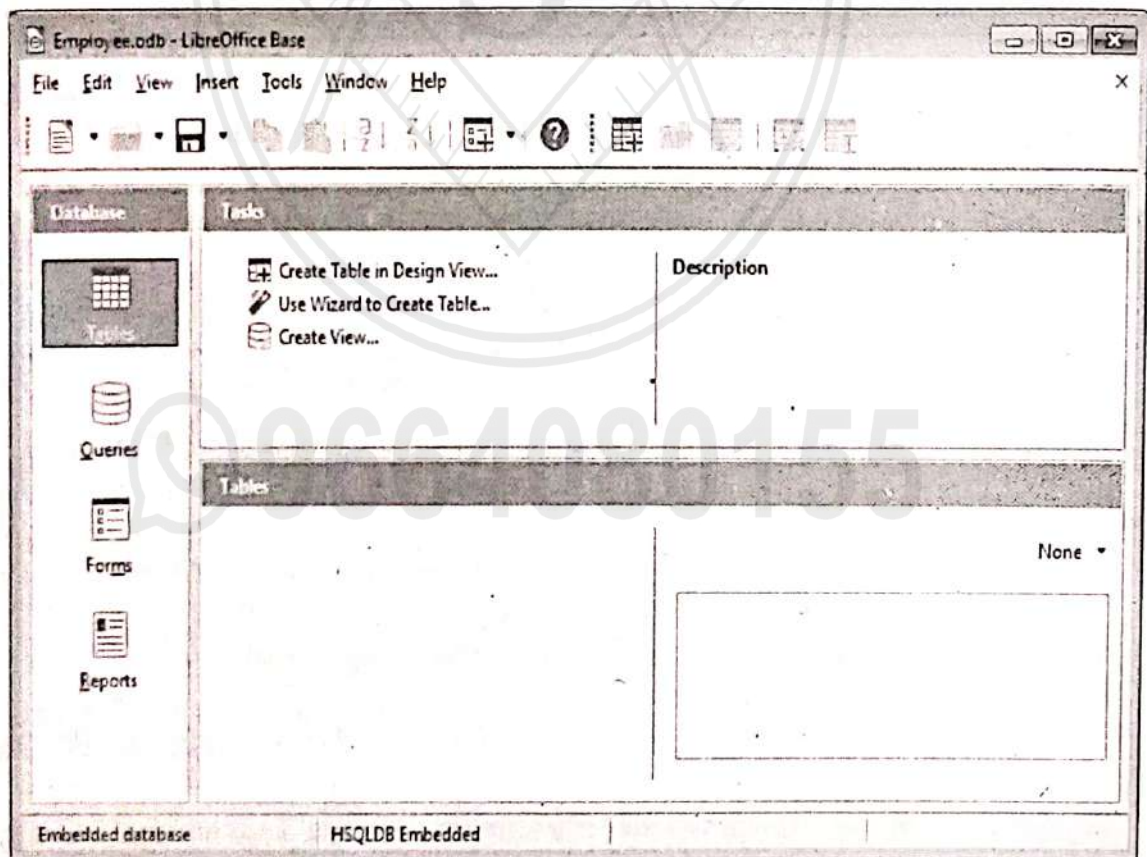 Employee.odb - LibreOffice Base
File Edit View Insert Tools Window Help
Database
Tasks
Create Table in Design View...
Use Wizard to Create Table...
Create View...
Description
Tables
Queries
Forms
Reports
Tables
None
9664080155
Embedded database HSQLDB Embedded